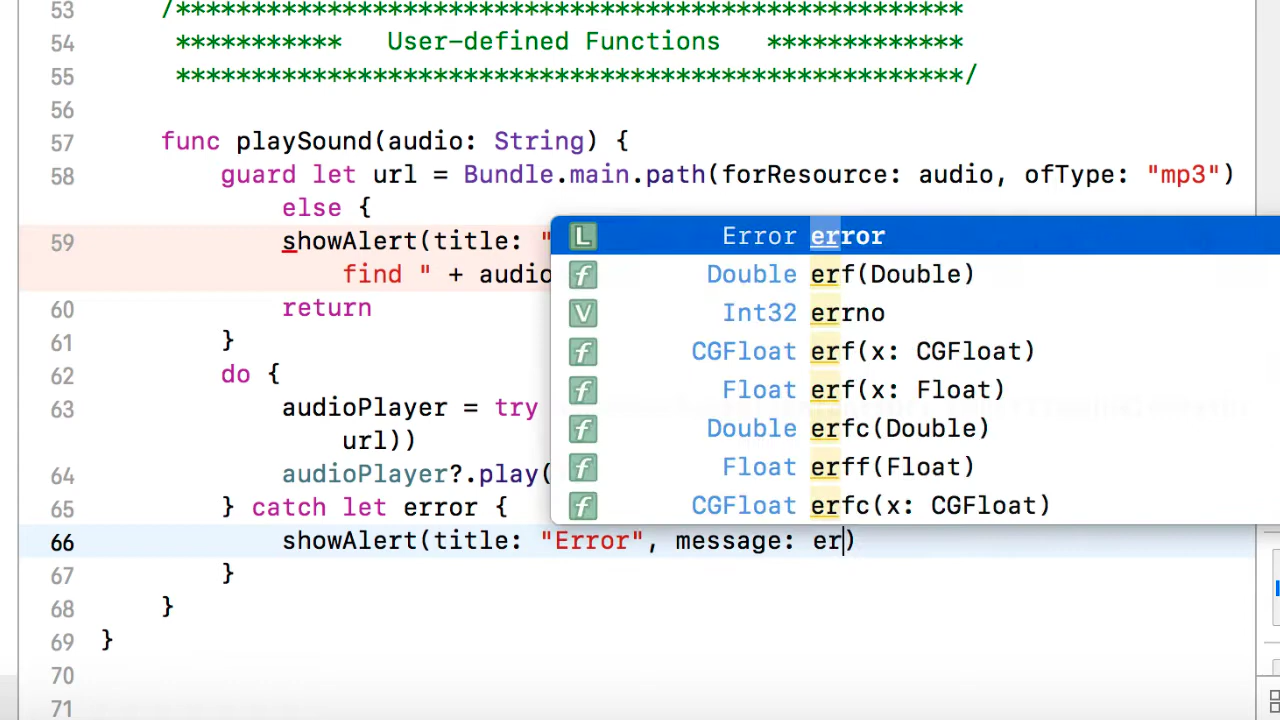 53 /***************************************************
54 *********** User-defined Functions *************
55 ***************************************************/
56
57 func playSound(audio: String) {
58 guard let url = Bundle.main.path(forResource: audio, ofType: "mp3")
else {
59 showAlert(title: "
find " + audio
60 return
61 }
62 do {
63 audioPlayer = try
url))
64 audioPlayer?.play(
65 } catch let error {
66 showAlert(title: "Error", message: er)
67 }
68 }
69 }
70
71
L Error error
f Double erf(Double)
V Int32 errno
f CGFloat erf(x: CGFloat)
f Float erf(x: Float)
f Double erfc(Double)
f Float erff(Float)
f CGFloat erfc(x: CGFloat)